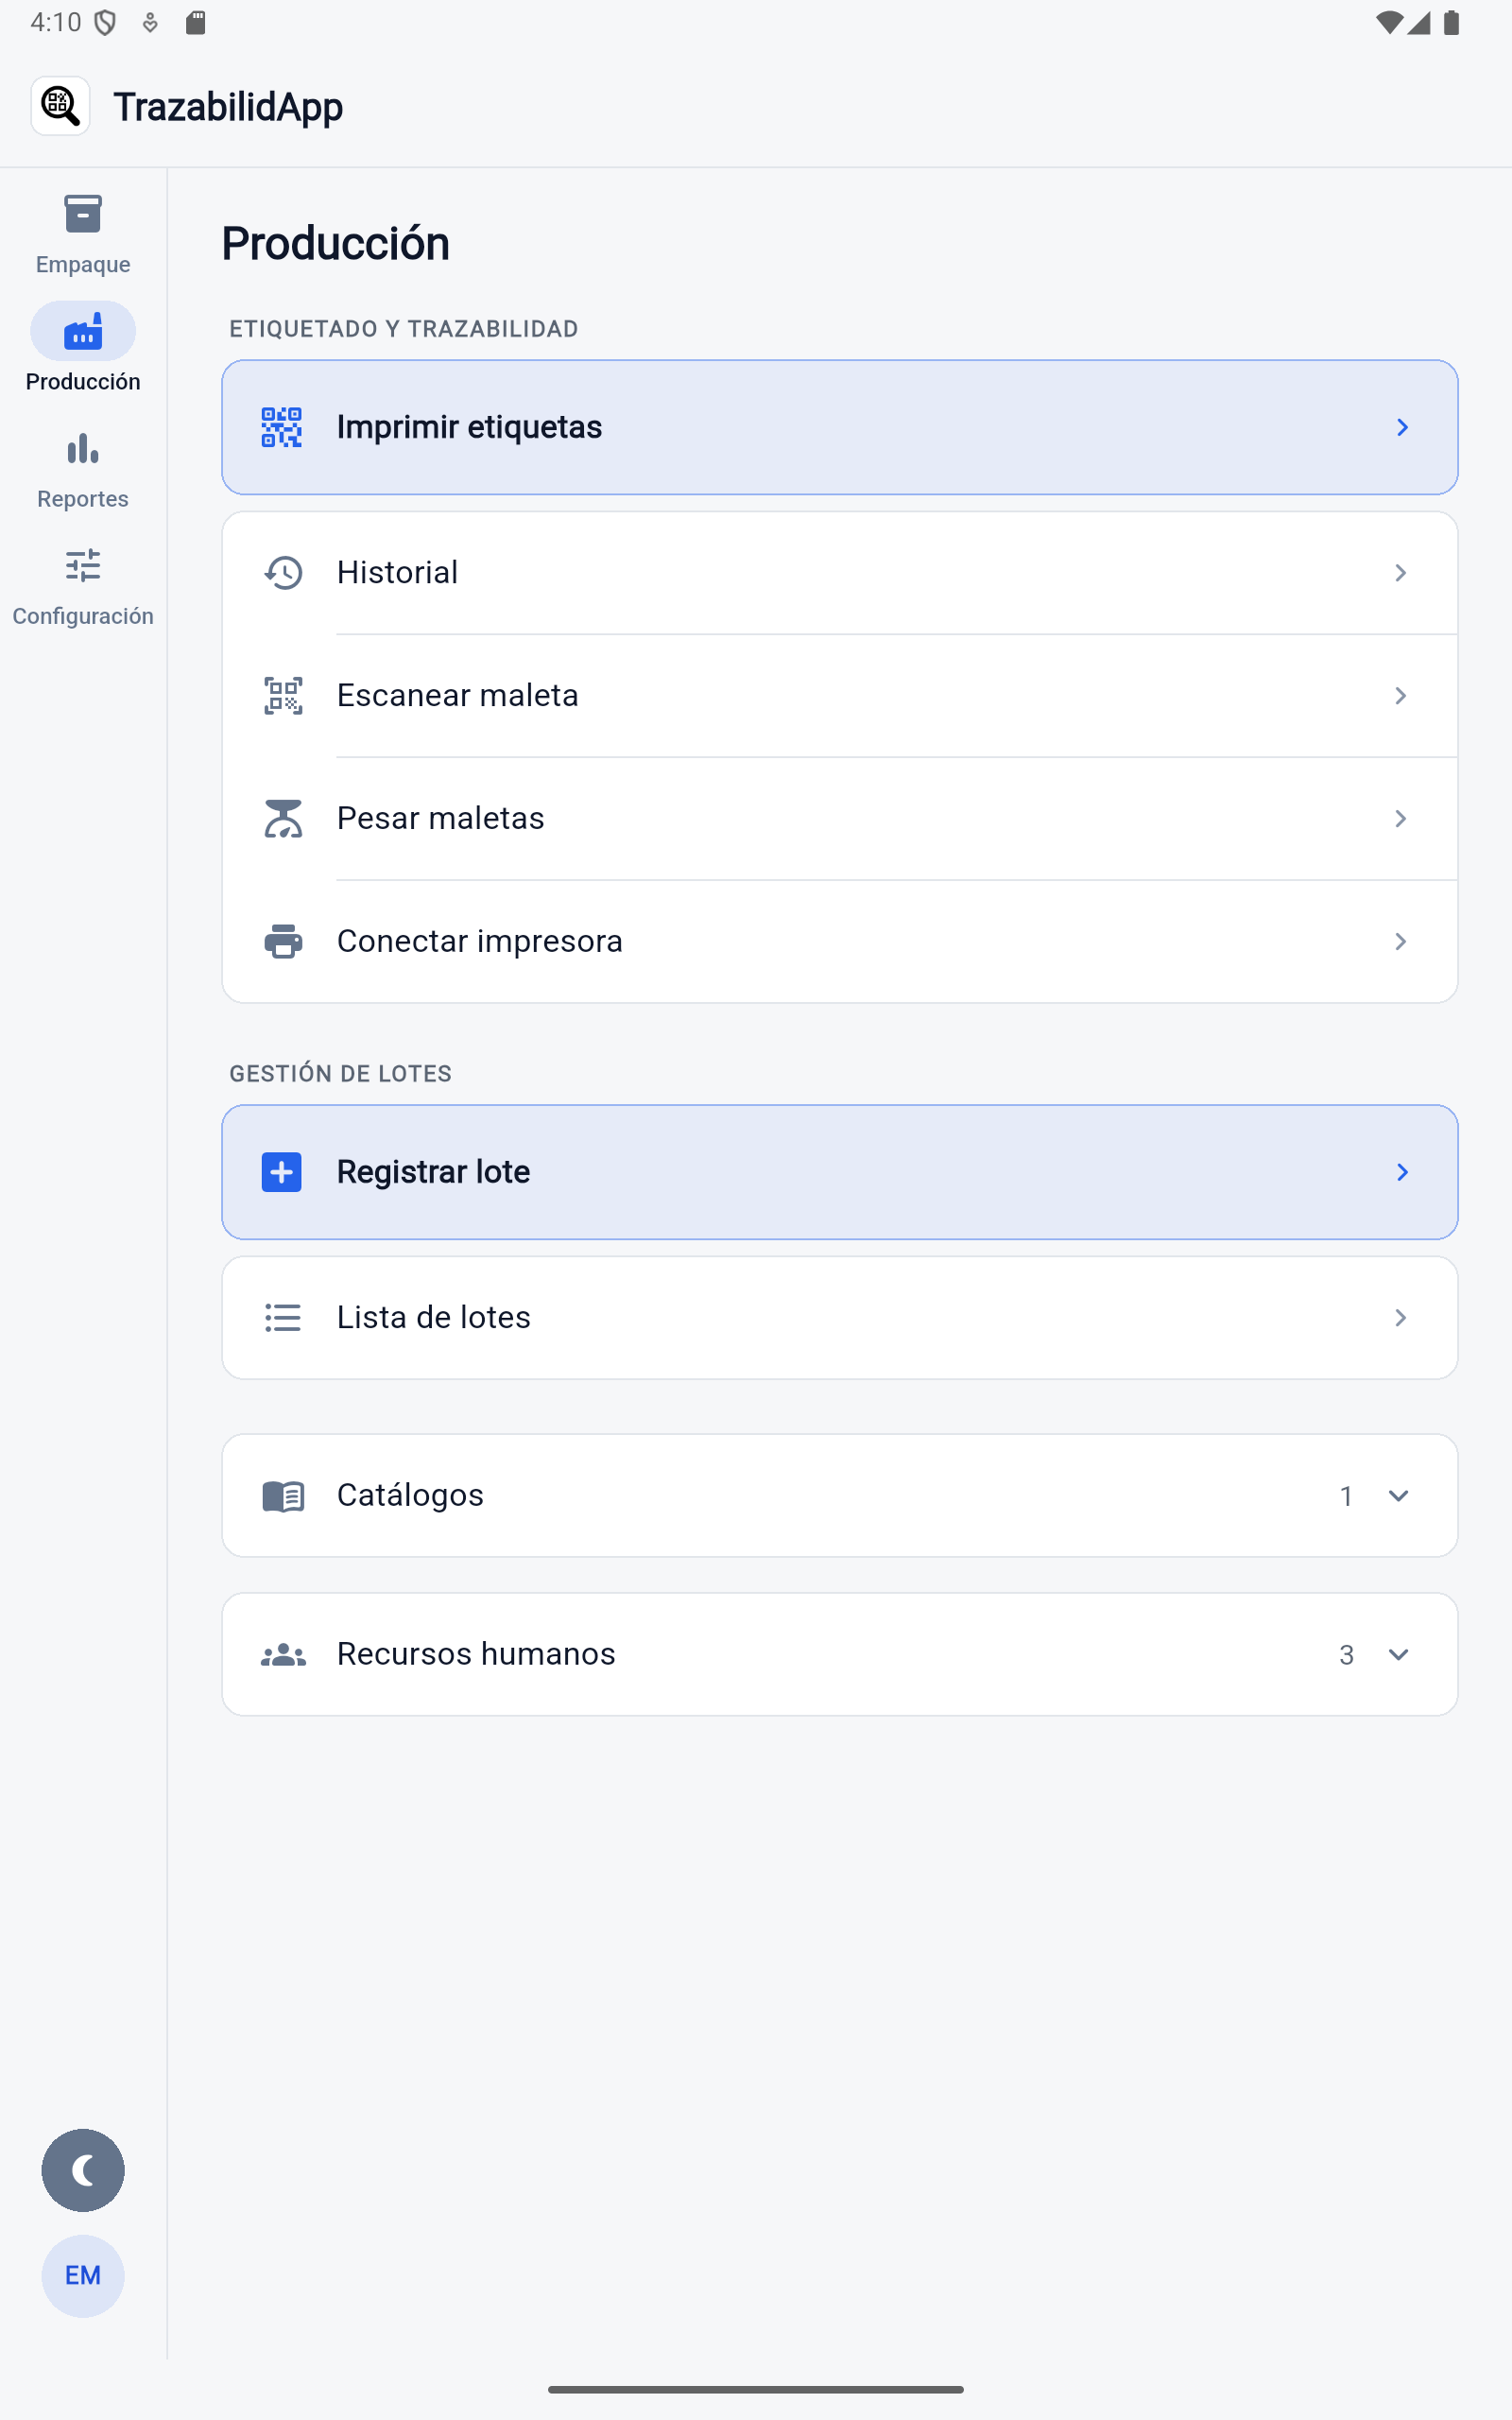 4:10
TrazabilidApp
Empaque
Producción
Reportes
Configuración
Producción
ETIQUETADO Y TRAZABILIDAD
Imprimir etiquetas
Historial
Escanear maleta
Pesar maletas
Conectar impresora
GESTIÓN DE LOTES
Registrar lote
Lista de lotes
Catálogos 1
Recursos humanos 3
EM